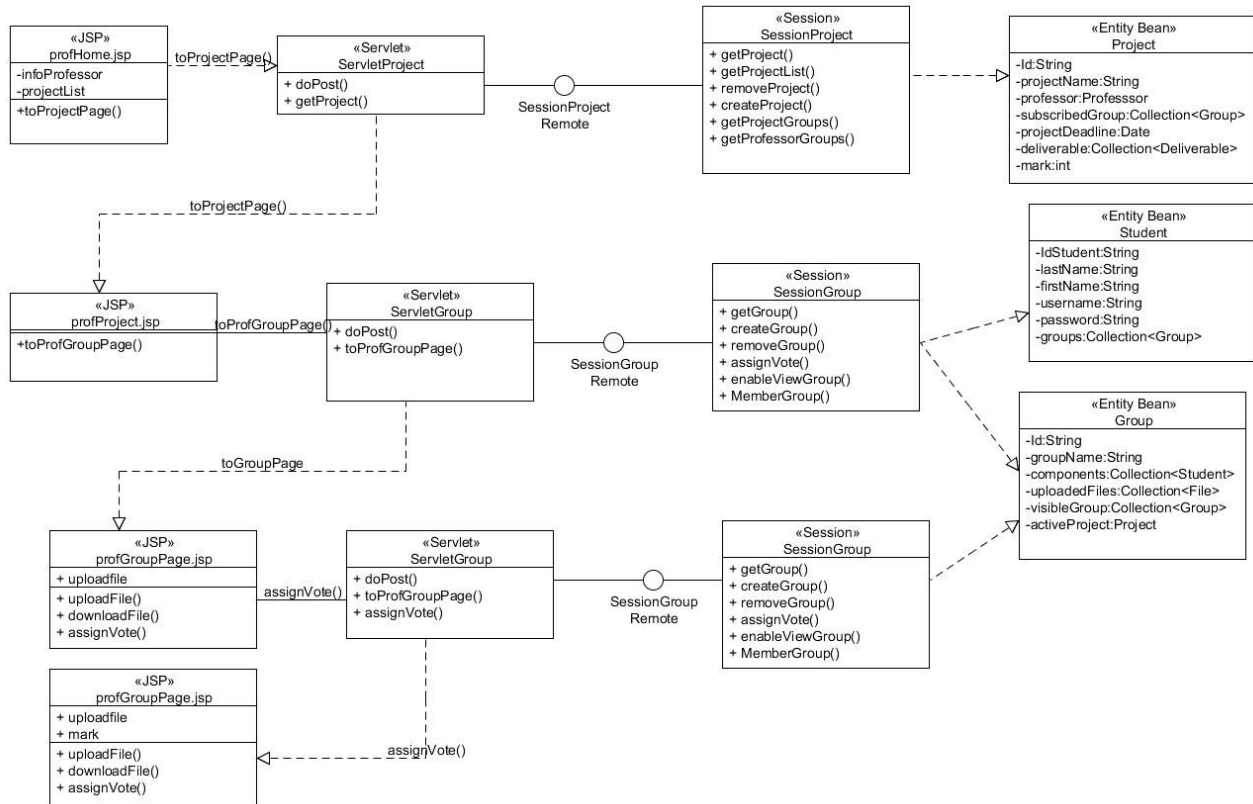 «JSP»
profHome.jsp
-infoProfessor
-projectList
+toProjectPage()
toProjectPage()
«Servlet»
ServletProject
+ doPost()
+ getProject()
SessionProject
Remote
«Session»
SessionProject
+ getProject()
+ getProjectList()
+ removeProject()
+ createProject()
+ getProjectGroups()
+ getProfessorGroups()
«Entity Bean»
Project
-Id:String
-projectName:String
-professor:Professsor
-subscribedGroup:Collection<Group>
-projectDeadline:Date
-deliverable:Collection<Deliverable>
-mark:int
toProjectPage()
«JSP»
profProject.jsp
+toProfGroupPage()
toProfGroupPage()
«Servlet»
ServletGroup
+ doPost()
+ toProfGroupPage()
SessionGroup
Remote
«Session»
SessionGroup
+ getGroup()
+ createGroup()
+ removeGroup()
+ assignVote()
+ enableViewGroup()
+ MemberGroup()
«Entity Bean»
Student
-IdStudent:String
-lastName:String
-firstName:String
-username:String
-password:String
-groups:Collection<Group>
«Entity Bean»
Group
-Id:String
-groupName:String
-components:Collection<Student>
-uploadedFiles:Collection<File>
-visibleGroup:Collection<Group>
-activeProject:Project
toGroupPage
«JSP»
profGroupPage.jsp
+ uploadfile
+ uploadFile()
+ downloadFile()
+ assignVote()
assignVote()
«Servlet»
ServletGroup
+ doPost()
+ toProfGroupPage()
+ assignVote()
SessionGroup
Remote
«Session»
SessionGroup
+ getGroup()
+ createGroup()
+ removeGroup()
+ assignVote()
+ enableViewGroup()
+ MemberGroup()
«JSP»
profGroupPage.jsp
+ uploadfile
+ mark
+ uploadFile()
+ downloadFile()
+ assignVote()
assignVote()